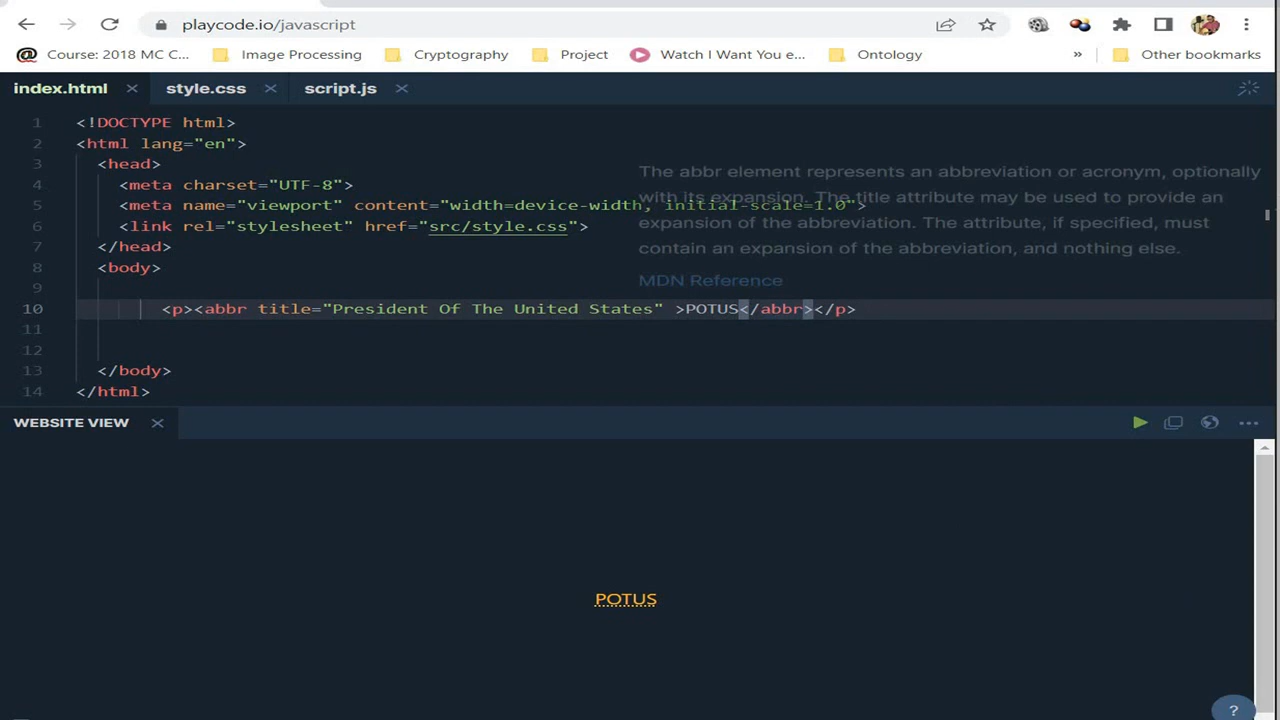 playcode.io/javascript
@ Course: 2018 MC C... Image Processing Cryptography Project Watch I Want You e... Ontology » Other bookmarks
index.html × style.css × script.js ×
1 <!DOCTYPE html>
2 <html lang="en">
3 <head>
4 <meta charset="UTF-8">
5 <meta name="viewport" content="width=device-width, initial-scale=1.0">
6 <link rel="stylesheet" href="src/style.css">
7 </head>
8 <body>
9
10 <p><abbr title="President Of The United States" >POTUS</abbr></p>
11
12
13 </body>
14 </html>
The abbr element represents an abbreviation or acronym, optionally
with its expansion. The title attribute may be used to provide an
expansion of the abbreviation. The attribute, if specified, must
contain an expansion of the abbreviation, and nothing else.
MDN Reference
WEBSITE VIEW ×
POTUS
?